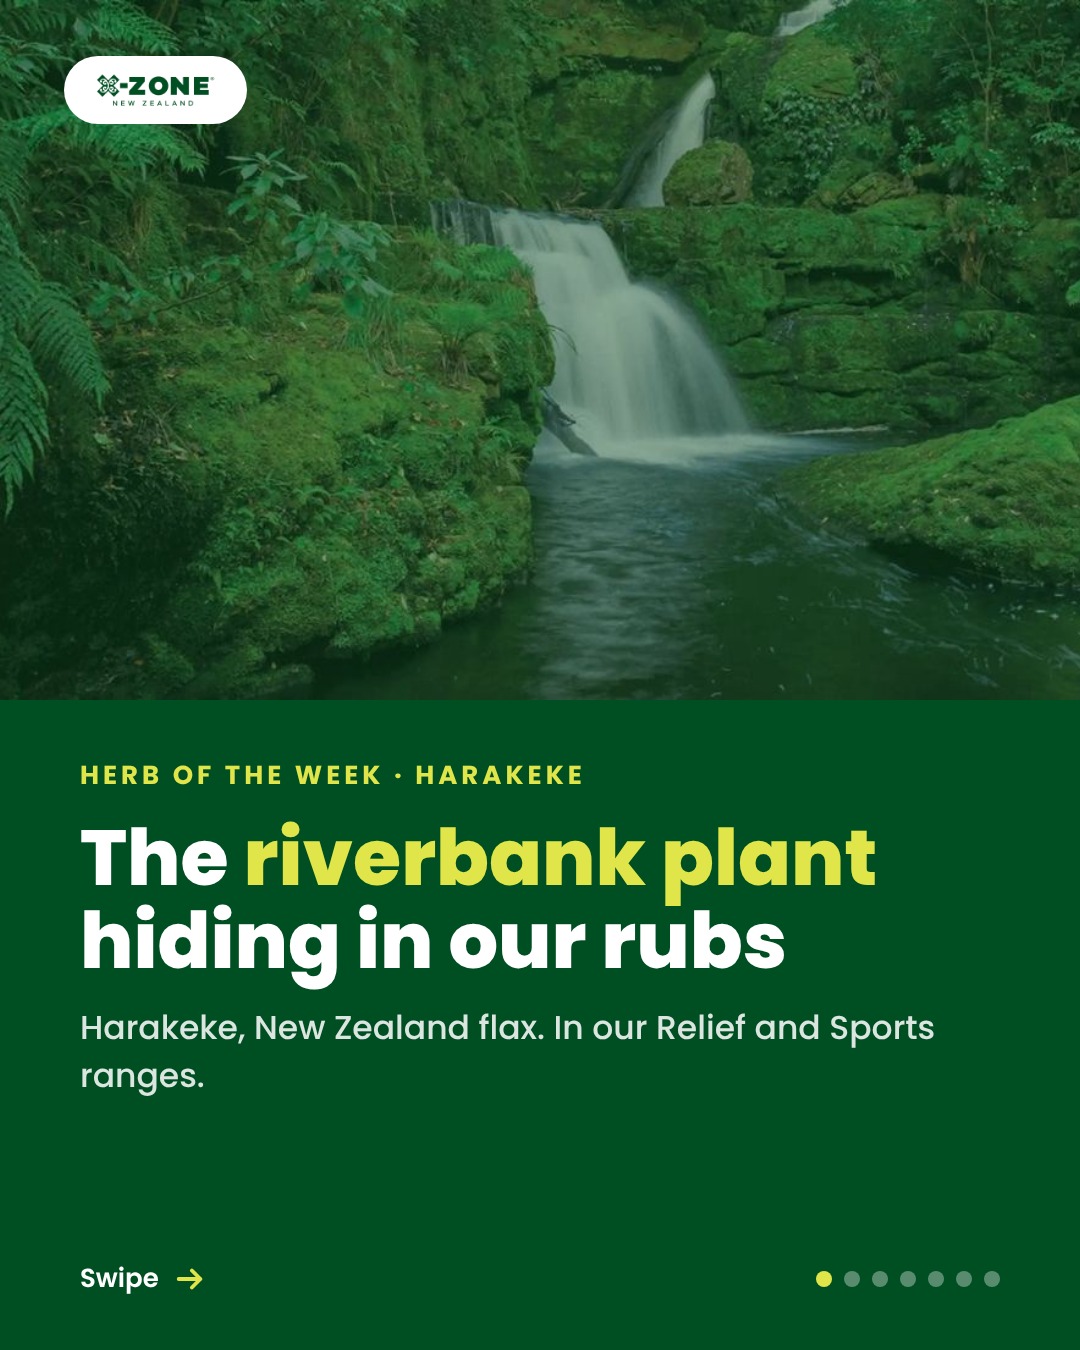 -ZONE®
NEW ZEALAND
HERB OF THE WEEK · HARAKEKE
The riverbank plant
hiding in our rubs
Harakeke, New Zealand flax. In our Relief and Sports
ranges.
Swipe →